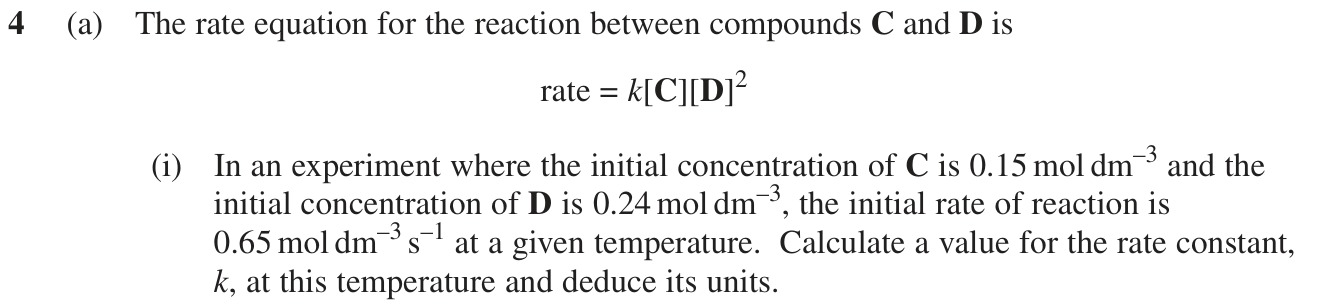 4 (a) The rate equation for the reaction between compounds C and D is
rate = k[C][D]²
(i) In an experiment where the initial concentration of C is 0.15 mol dm⁻³ and the
initial concentration of D is 0.24 mol dm⁻³, the initial rate of reaction is
0.65 mol dm⁻³ s⁻¹ at a given temperature. Calculate a value for the rate constant,
k, at this temperature and deduce its units.